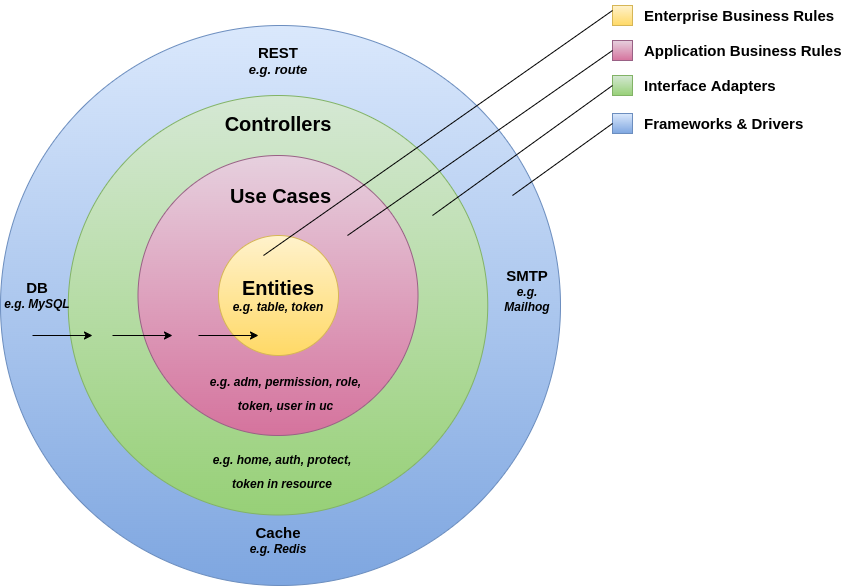 Enterprise Business Rules
Application Business Rules
Interface Adapters
Frameworks & Drivers
REST
e.g. route
Controllers
Use Cases
Entities
e.g. table, token
DB
e.g. MySQL
SMTP
e.g.
Mailhog
e.g. adm, permission, role,
token, user in uc
e.g. home, auth, protect,
token in resource
Cache
e.g. Redis